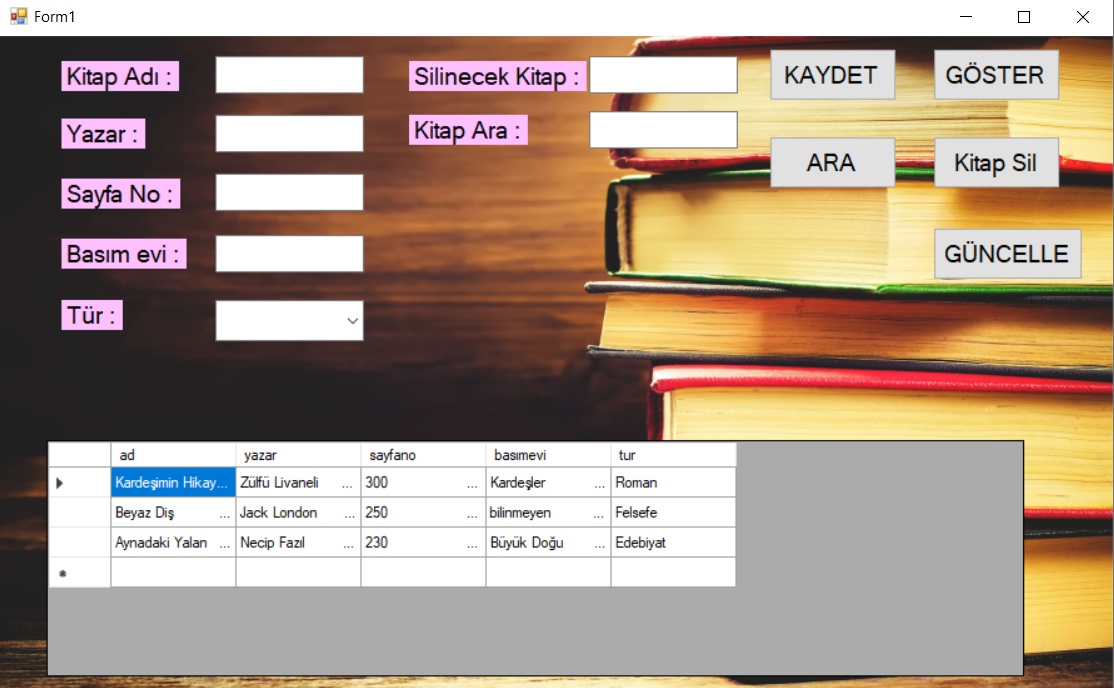 Form1
Kitap Adı :
Silinecek Kitap :
KAYDET
GÖSTER
Yazar :
Kitap Ara :
ARA
Kitap Sil
Sayfa No :
Basım evi :
GÜNCELLE
Tür :
ad yazar sayfano basımevi tur
Kardeşimin Hikay... Zülfü Livaneli ... 300 ... Kardeşler ... Roman
Beyaz Diş ... Jack London ... 250 ... bilinmeyen ... Felsefe
Aynadaki Yalan ... Necip Fazıl ... 230 ... Büyük Doğu ... Edebiyat